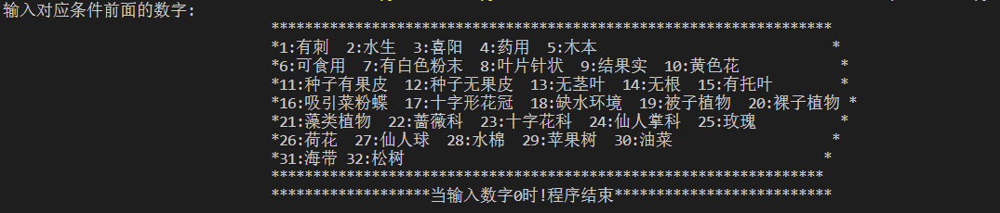 输入对应条件前面的数字:
*******************************************************************
*1:有刺  2:水生  3:喜阳  4:药用  5:木本                            *
*6:可食用  7:有白色粉末  8:叶片针状  9:结果实  10:黄色花            *
*11:种子有果皮  12:种子无果皮  13:无茎叶  14:无根  15:有托叶        *
*16:吸引菜粉蝶  17:十字形花冠  18:缺水环境  19:被子植物  20:裸子植物 *
*21:藻类植物  22:蔷薇科  23:十字花科  24:仙人掌科  25:玫瑰          *
*26:荷花  27:仙人球  28:水棉  29:苹果树  30:油菜                   *
*31:海带 32:松树                                                  *
******************************************************************
*******************当输入数字0时!程序结束**************************